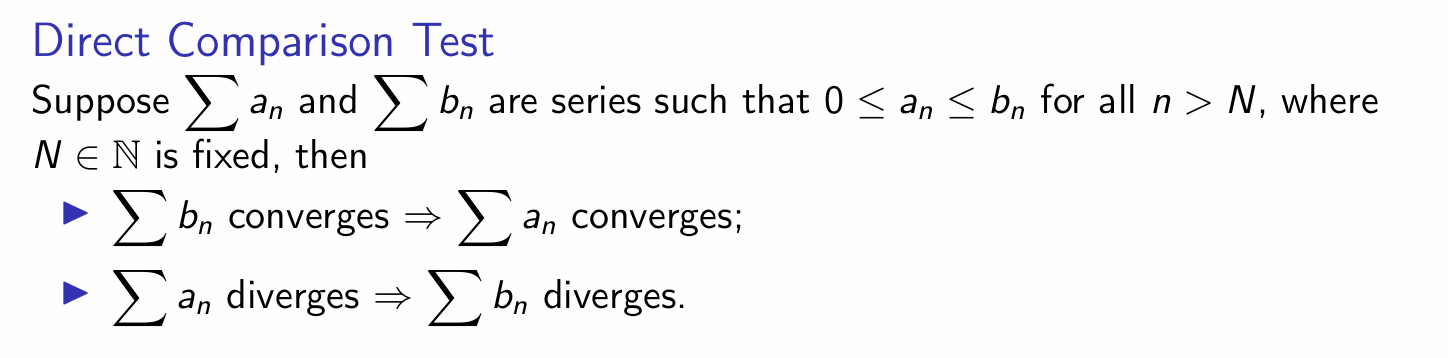 Direct Comparison Test
Suppose ∑ aₙ and ∑ bₙ are series such that 0 ≤ aₙ ≤ bₙ for all n > N, where
N ∈ ℕ is fixed, then
▶ ∑ bₙ converges ⇒ ∑ aₙ converges;
▶ ∑ aₙ diverges ⇒ ∑ bₙ diverges.